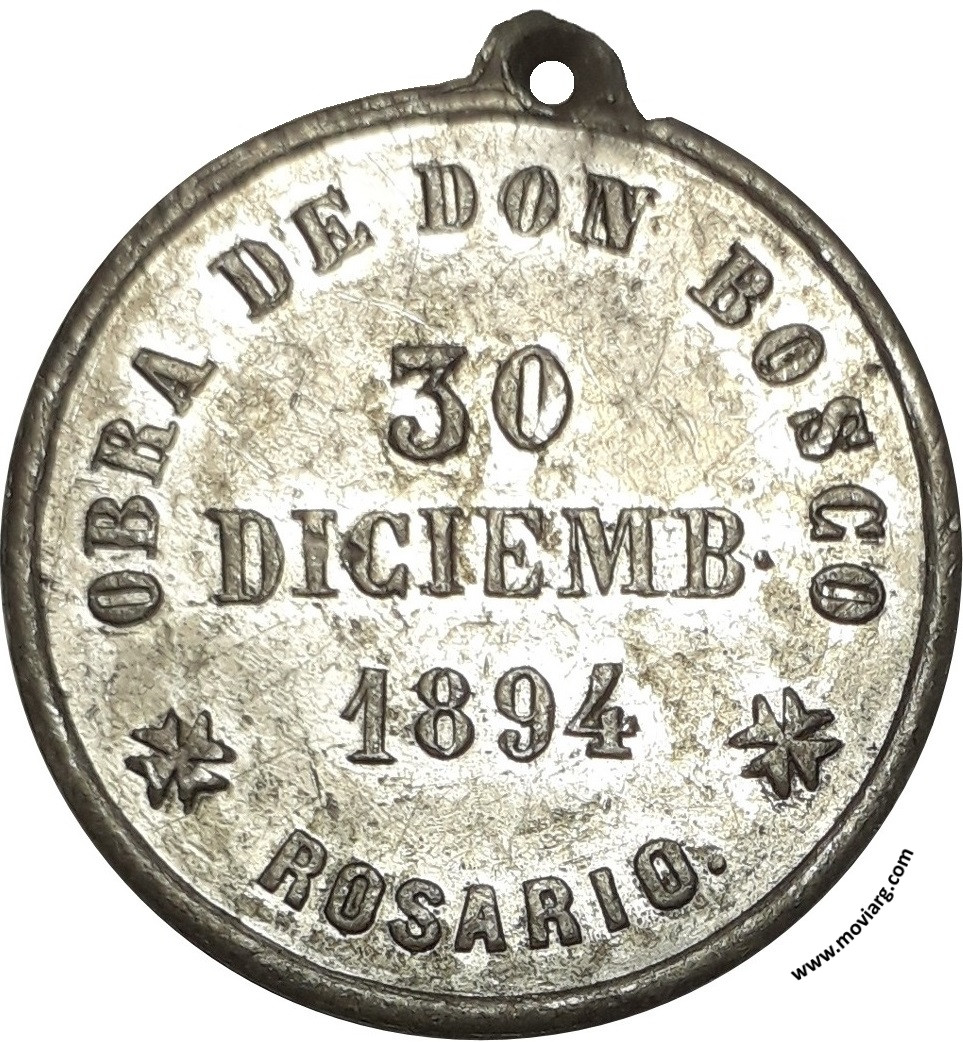 OBRA DE DON BOSCO
30
DICIEMB.
1894
ROSARIO.
www.moviarg.com